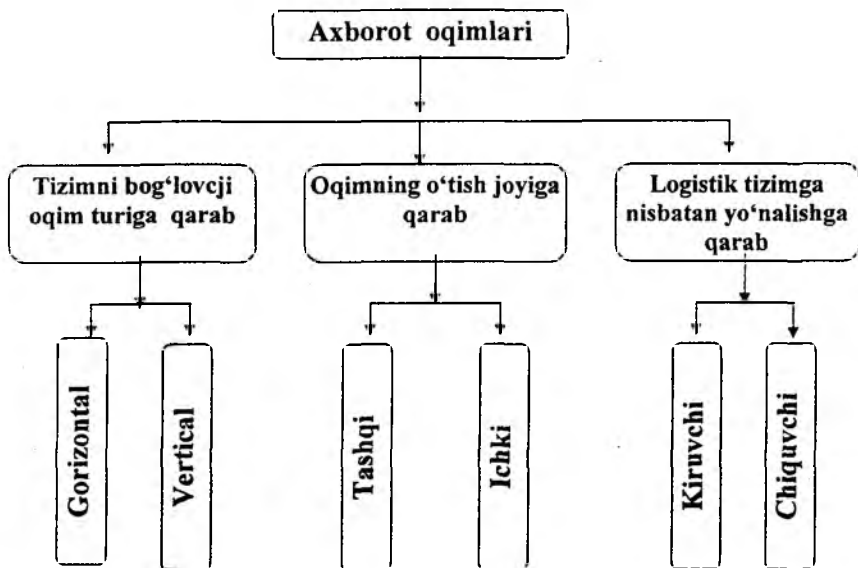 Axborot oqimlari
Tizimni bog‘lovcji
oqim turiga qarab
Oqimning o‘tish joyiga
qarab
Logistik tizimga
nisbatan yo‘nalishga
qarab
Gorizontal
Vertical
Tashqi
Ichki
Kiruvchi
Chiquvchi